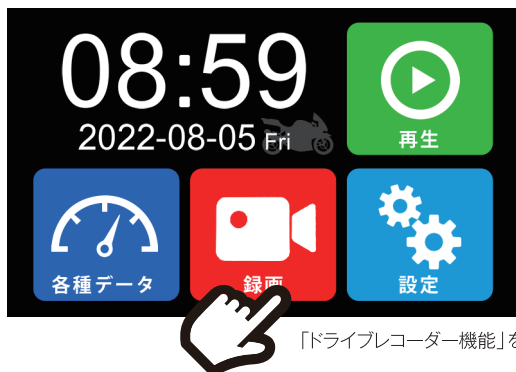 08:59
2022-08-05 Fri
再生
各種データ
録画
設定
「ドライブレコーダー機能」を